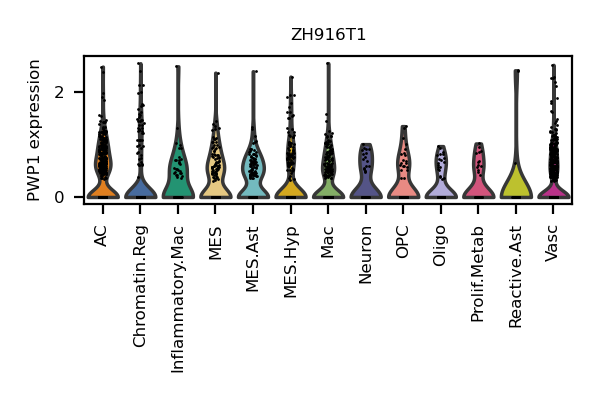 ZH916T1
PWP1 expression
2
0
AC
Chromatin.Reg
Inflammatory.Mac
MES
MES.Ast
MES.Hyp
Mac
Neuron
OPC
Oligo
Prolif.Metab
Reactive.Ast
Vasc